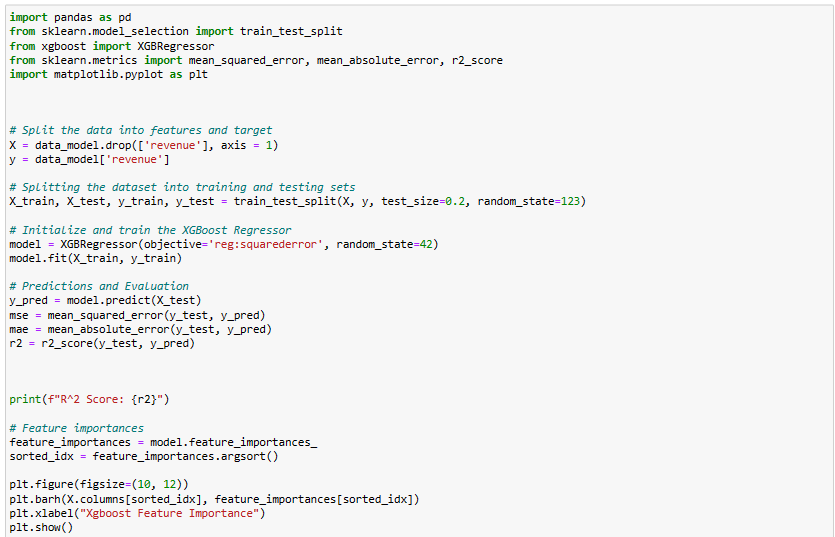 import pandas as pd
from sklearn.model_selection import train_test_split
from xgboost import XGBRegressor
from sklearn.metrics import mean_squared_error, mean_absolute_error, r2_score
import matplotlib.pyplot as plt
# Split the data into features and target
X = data_model.drop(['revenue'], axis = 1)
y = data_model['revenue']
# Splitting the dataset into training and testing sets
X_train, X_test, y_train, y_test = train_test_split(X, y, test_size=0.2, random_state=123)
# Initialize and train the XGBoost Regressor
model = XGBRegressor(objective='reg:squarederror', random_state=42)
model.fit(X_train, y_train)
# Predictions and Evaluation
y_pred = model.predict(X_test)
mse = mean_squared_error(y_test, y_pred)
mae = mean_absolute_error(y_test, y_pred)
r2 = r2_score(y_test, y_pred)
print(f"R^2 Score: {r2}")
# Feature importances
feature_importances = model.feature_importances_
sorted_idx = feature_importances.argsort()
plt.figure(figsize=(10, 12))
plt.barh(X.columns[sorted_idx], feature_importances[sorted_idx])
plt.xlabel("Xgboost Feature Importance")
plt.show()